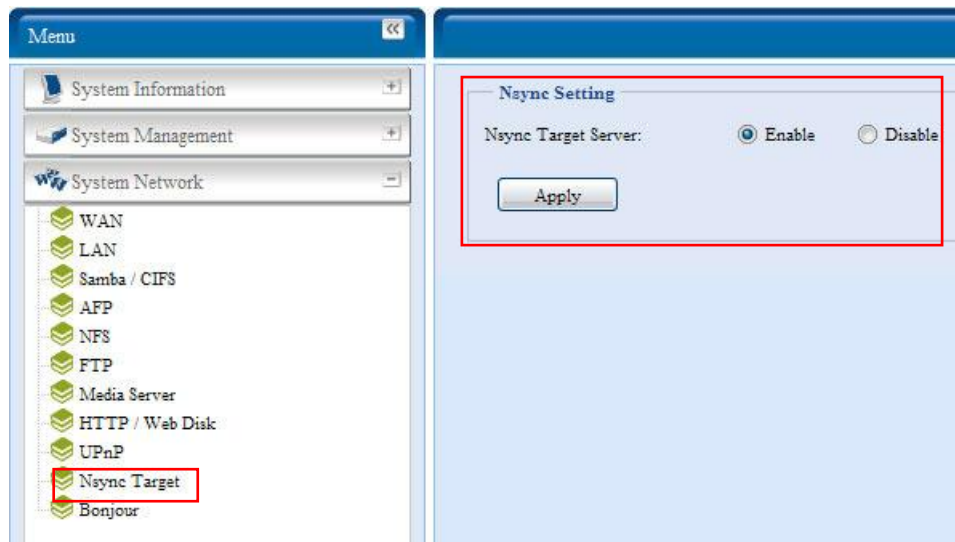 Menu
System Information
System Management
System Network
WAN
LAN
Samba / CIFS
AFP
NFS
FTP
Media Server
HTTP / Web Disk
UPnP
Nsync Target
Bonjour
Nsync Setting
Nsync Target Server: Enable Disable
Apply